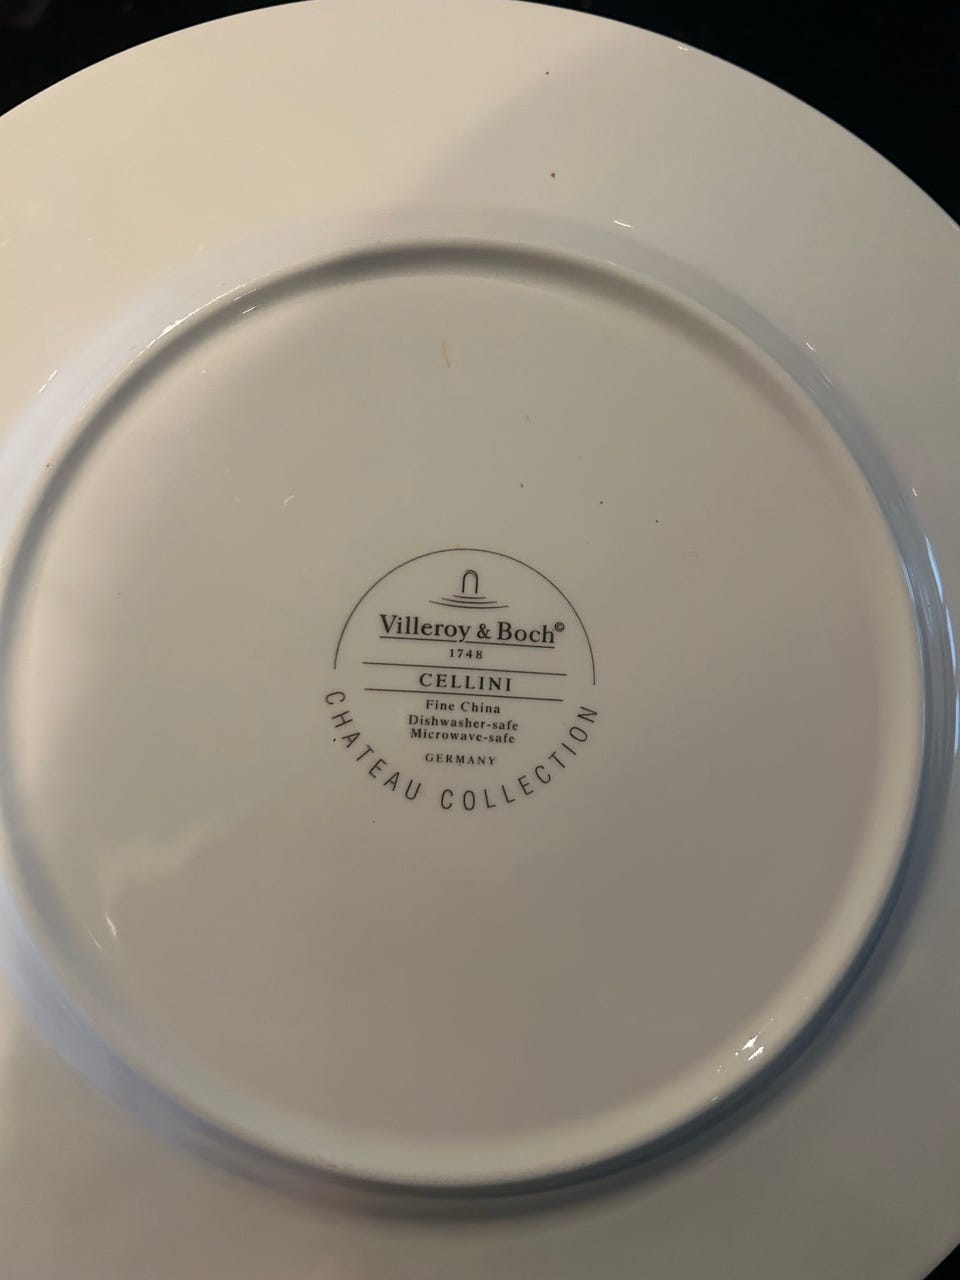 Villeroy & Boch©
1748
CELLINI
Fine China
Dishwasher-safe
Microwave-safe
GERMANY
CHATEAU COLLECTION